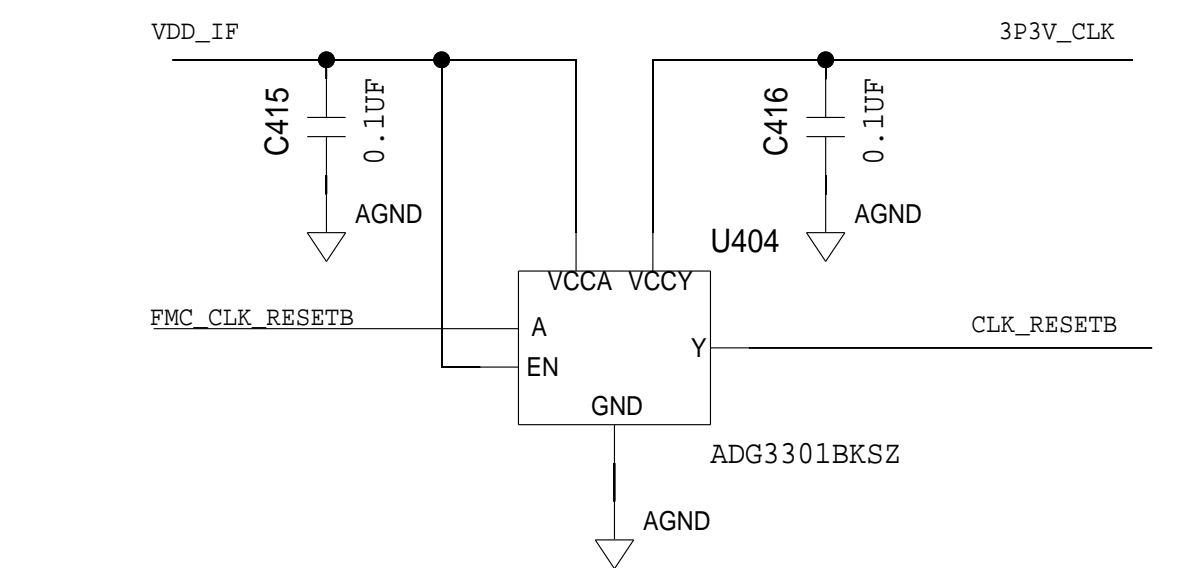 VDD_IF
3P3V_CLK
C415
0.1UF
C416
0.1UF
AGND
AGND
U404
VCCA VCCY
FMC_CLK_RESETB
A
CLK_RESETB
Y
EN
GND
ADG3301BKSZ
AGND